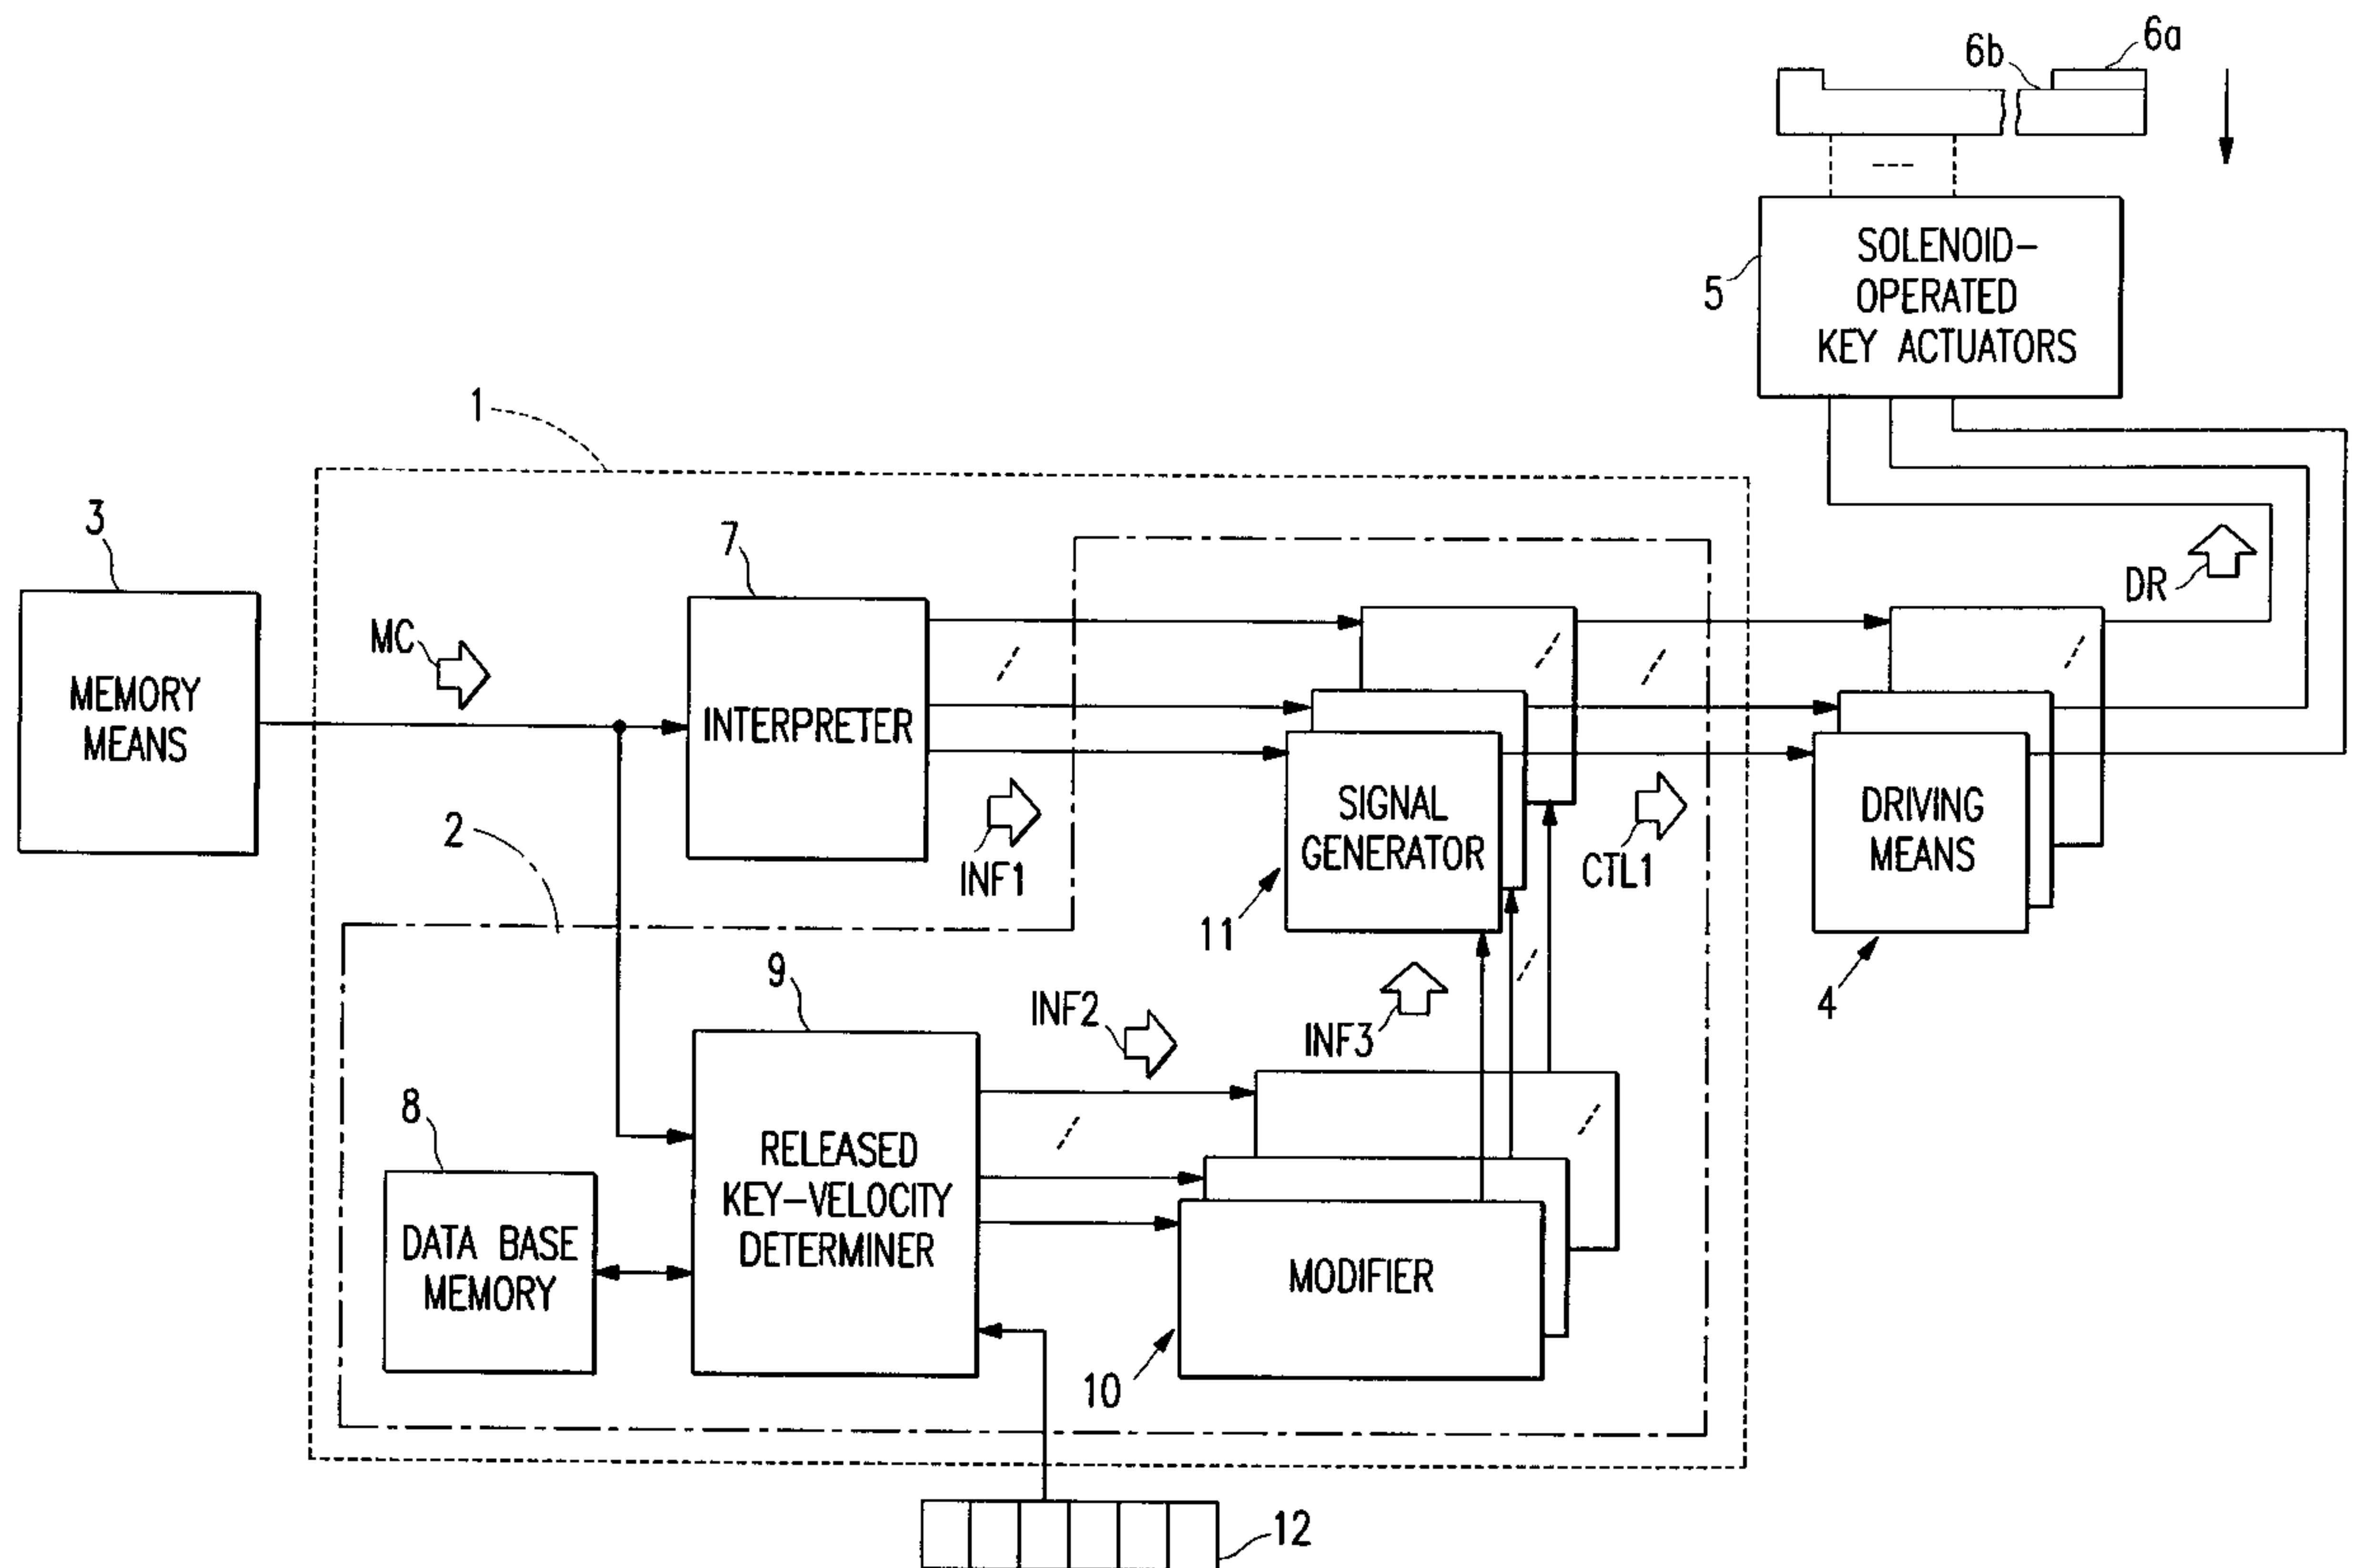 6a
6b
SOLENOID-
OPERATED
KEY ACTUATORS
5
1
3
7
DR
MC
MEMORY
MEANS
INTERPRETER
SIGNAL
GENERATOR
DRIVING
MEANS
2
INF1
CTL1
11
9
INF2
INF3
4
8
RELEASED
KEY-VELOCITY
DETERMINER
DATA BASE
MEMORY
MODIFIER
10
12